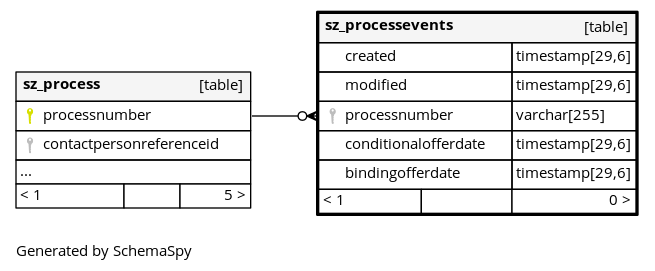 sz_process [table]
processnumber
contactpersonreferenceid
...
< 1 5 >
sz_processevents [table]
created timestamp[29,6]
modified timestamp[29,6]
processnumber varchar[255]
conditionalofferdate timestamp[29,6]
bindingofferdate timestamp[29,6]
< 1 0 >
Generated by SchemaSpy